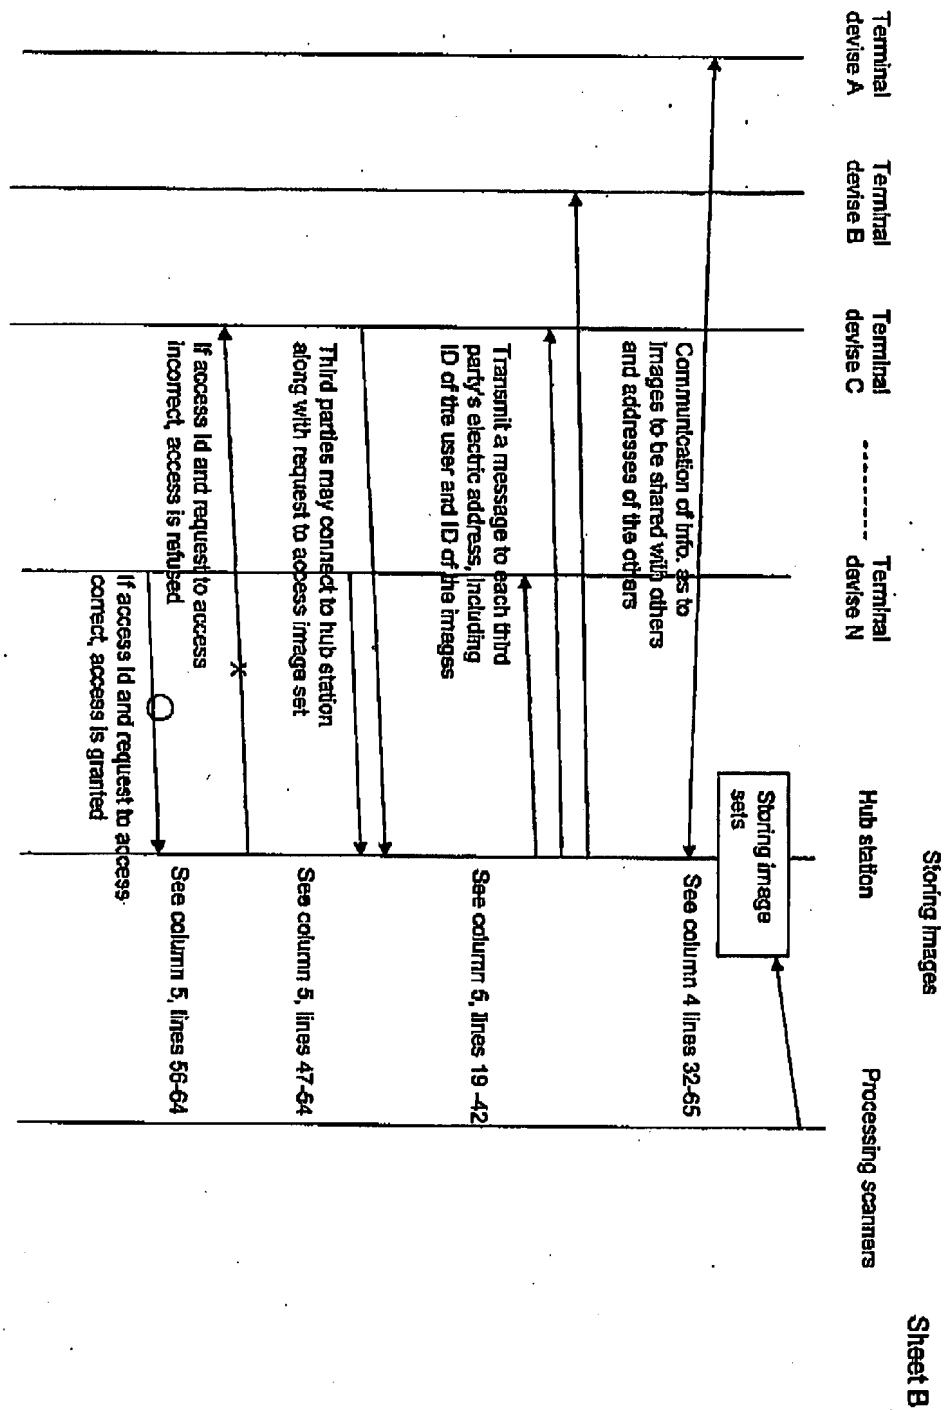 Sheet B
Storing images
Terminal
devise A
Terminal
devise B
Terminal
devise C
---------
Terminal
devise N
Hub station
Processing scanners
Storing image
sets
Communication of info. as to
images to be shared with others
and addresses of the others
See column 4 lines 32-65
Transmit a message to each third
party's electric address, including
ID of the user and ID of the images
See column 5, lines 19-42
Third parties may connect to hub station
along with request to access image set
See column 5, lines 47-54
If access id and request to access
incorrect, access is refused
X
If access id and request to access
correct, access is granted
See column 5, lines 56-64